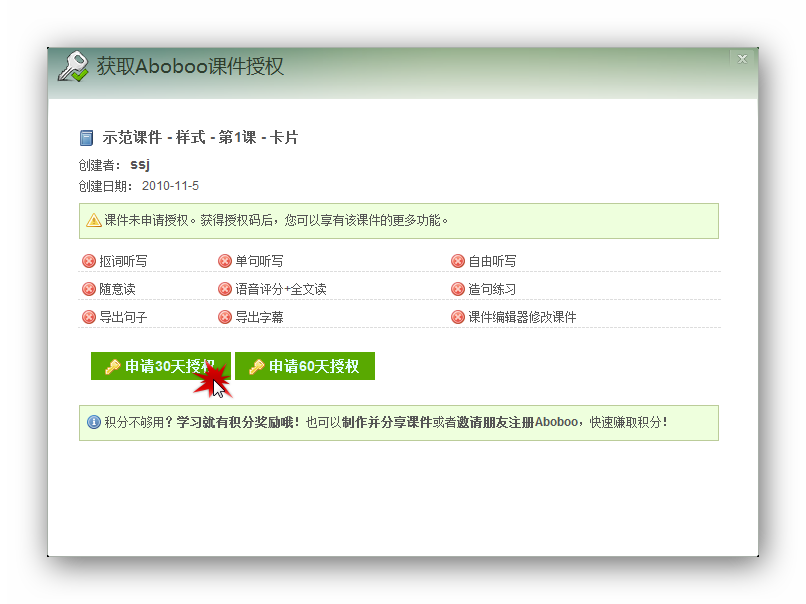 获取Aboboo课件授权
示范课件 - 样式 - 第1课 - 卡片
创建者: ssj
创建日期: 2010-11-5
课件未申请授权。获得授权码后，您可以享有该课件的更多功能。
抠词听写 单句听写 自由听写
随意读 语音评分+全文读 造句练习
导出句子 导出字幕 课件编辑器修改课件
申请30天授权 申请60天授权
积分不够用？学习就有积分奖励哦！也可以制作并分享课件或者邀请朋友注册Aboboo，快速赚取积分！